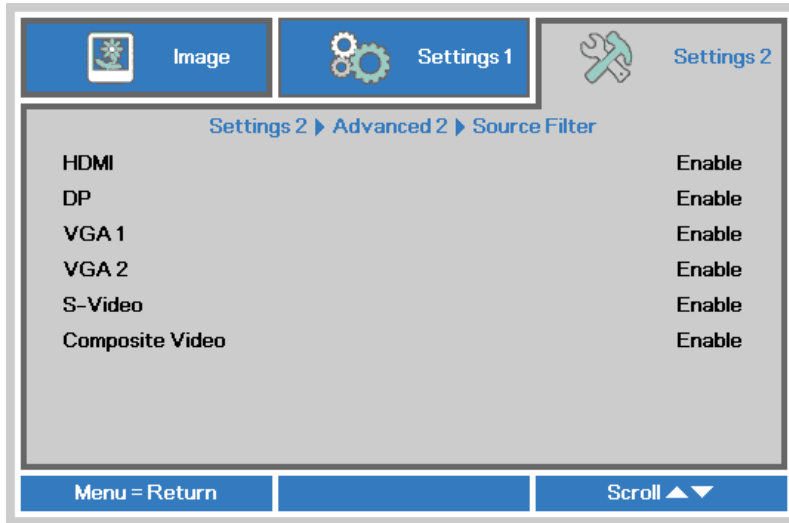 Image Settings 1 Settings 2
Settings 2 ▶ Advanced 2 ▶ Source Filter
HDMI Enable
DP Enable
VGA 1 Enable
VGA 2 Enable
S-Video Enable
Composite Video Enable
Menu = Return Scroll ▲▼